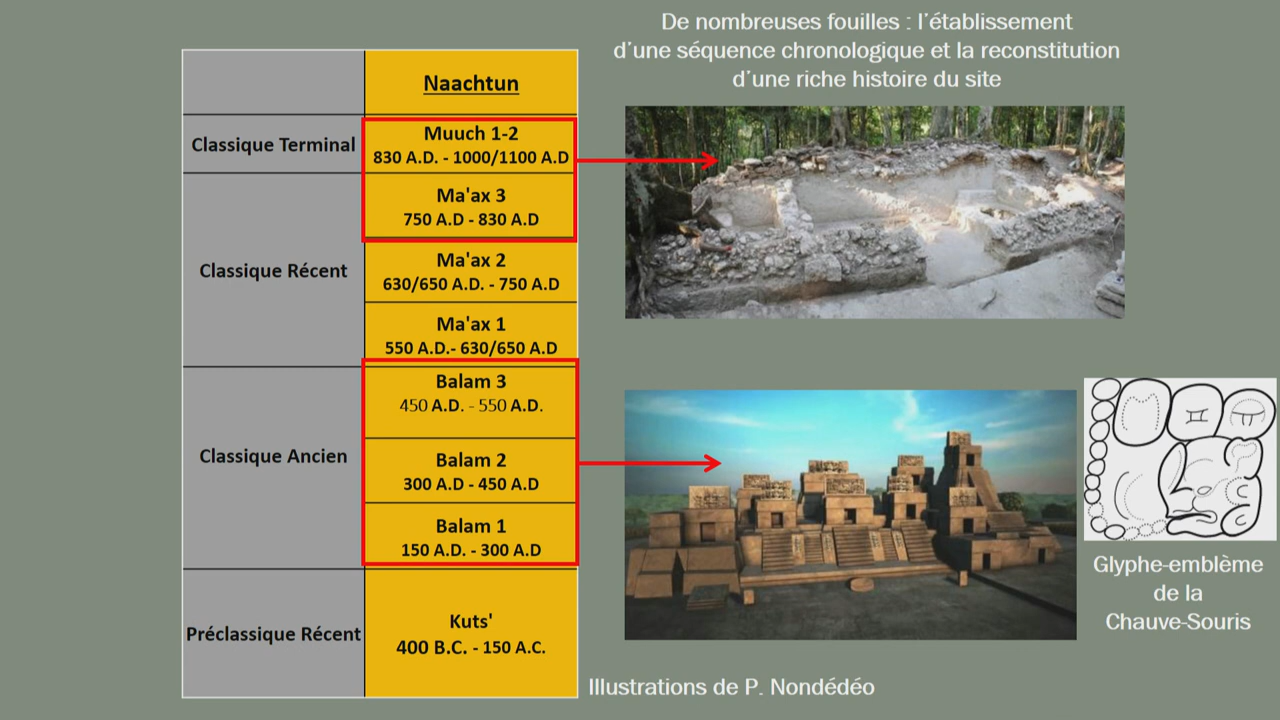 De nombreuses fouilles : l'établissement
d'une séquence chronologique et la reconstitution
d'une riche histoire du site
Naachtun
Classique Terminal
Muuch 1-2
830 A.D. - 1000/1100 A.D
Classique Récent
Ma'ax 3
750 A.D - 830 A.D
Ma'ax 2
630/650 A.D. - 750 A.D
Ma'ax 1
550 A.D.- 630/650 A.D
Classique Ancien
Balam 3
450 A.D. - 550 A.D.
Balam 2
300 A.D - 450 A.D
Balam 1
150 A.D. - 300 A.D
Préclassique Récent
Kuts'
400 B.C. - 150 A.C.
Glyphe-emblème
de la
Chauve-Souris
Illustrations de P. Nondédéo